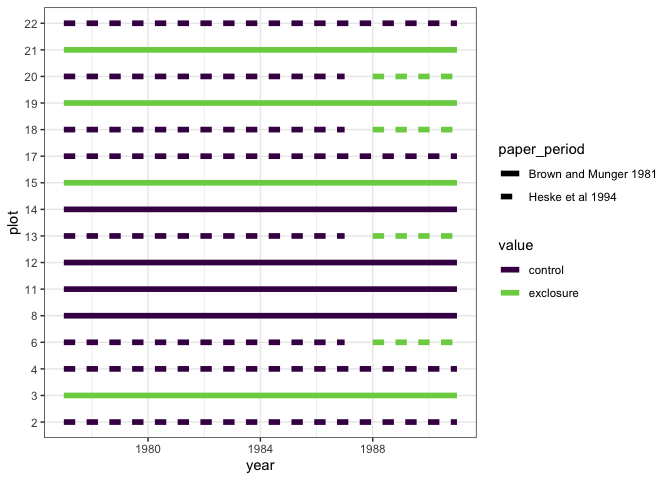 plot
22
21
20
19
18
17
15
14
13
12
11
8
6
4
3
2
1980 1984 1988
year
paper_period
Brown and Munger 1981
Heske et al 1994
value
control
exclosure